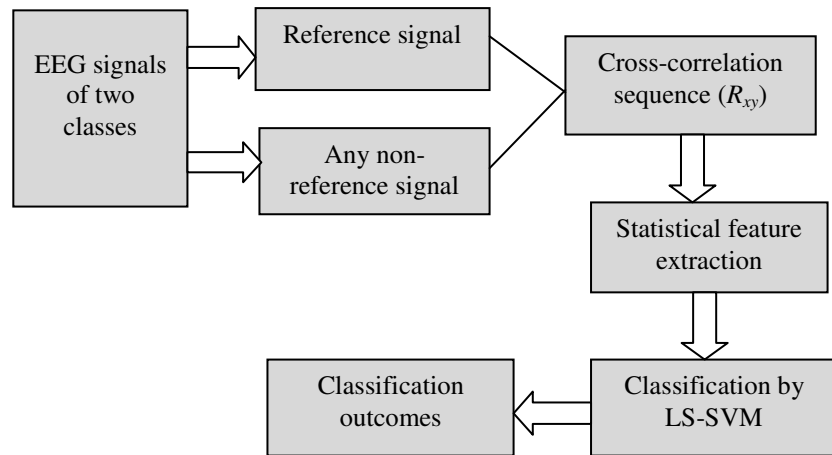 EEG signals
of two
classes
Reference signal
Any non-
reference signal
Cross-correlation
sequence (Rxy)
Statistical feature
extraction
Classification by
LS-SVM
Classification
outcomes